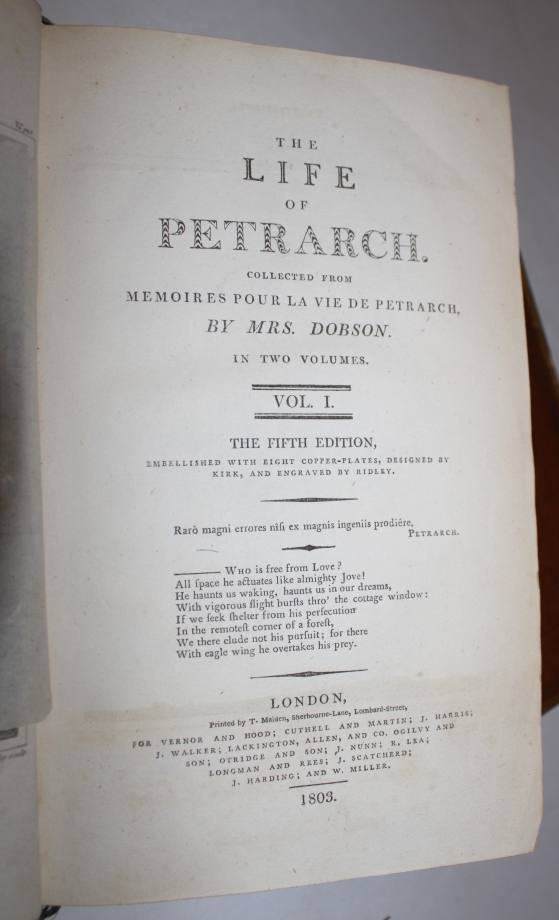 THE
LIFE
OF
PETRARCH.
COLLECTED FROM
MEMOIRES POUR LA VIE DE PETRARCH,
BY MRS. DOBSON.
IN TWO VOLUMES.
VOL. I.
THE FIFTH EDITION,
EMBELLISHED WITH EIGHT COPPER-PLATES, DESIGNED BY
KIRK, AND ENGRAVED BY RIDLEY.
Rarò magni errores niſi ex magnis ingeniis prodiêre.
PETRARCH.
——— WHO is free from Love?
All ſpace he actuates like almighty Jove!
He haunts us waking, haunts us in our dreams,
With vigorous flight burſts thro' the cottage window:
If we ſeek ſhelter from his perſecution
In the remoteſt corner of a foreſt,
We there elude not his purſuit; for there
With eagle wing he overtakes his prey.
LONDON,
Printed by T. Maiden, Sherbourne-Lane, Lombard-Street,
FOR VERNOR AND HOOD; CUTHELL AND MARTIN; J. HARRIS;
J. WALKER; LACKINGTON, ALLEN, AND CO. OGILVY AND
SON; OTRIDGE AND SON; J. NUNN; R. LEA;
LONGMAN AND REES; J. SCATCHERD;
J. HARDING; AND W. MILLER.
1803.